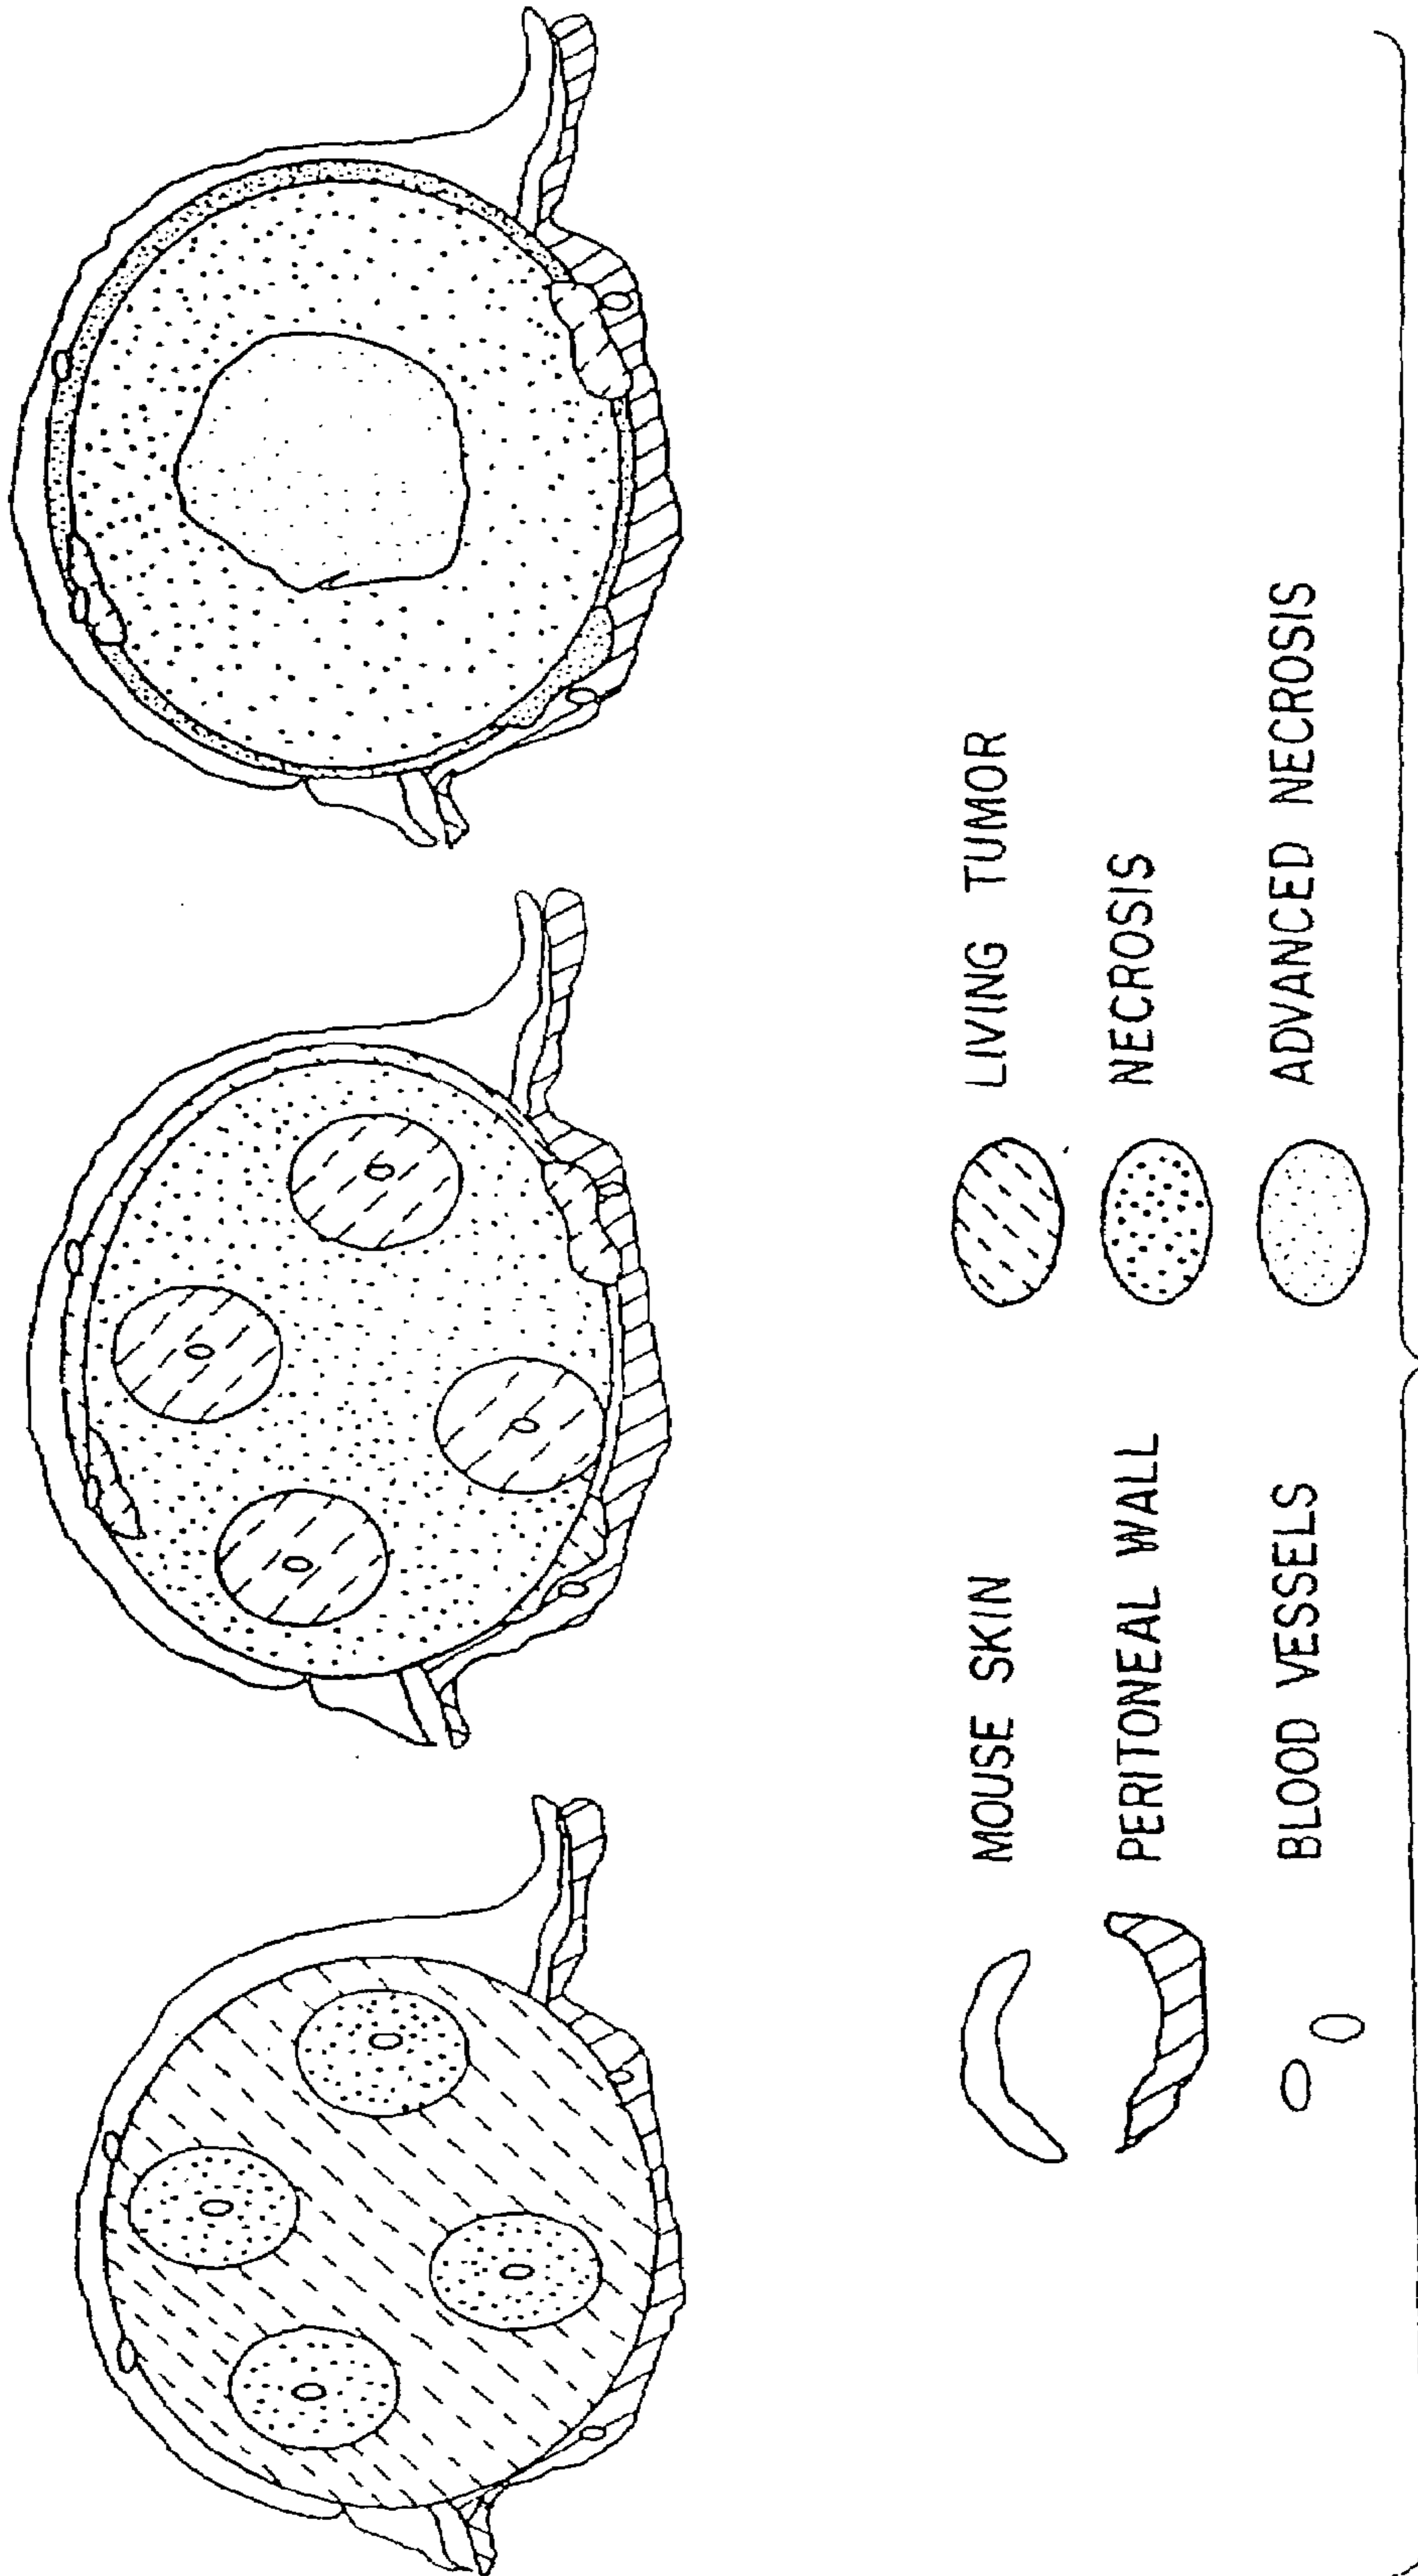 MOUSE SKIN
PERITONEAL WALL
BLOOD VESSELS
LIVING TUMOR
NECROSIS
ADVANCED NECROSIS